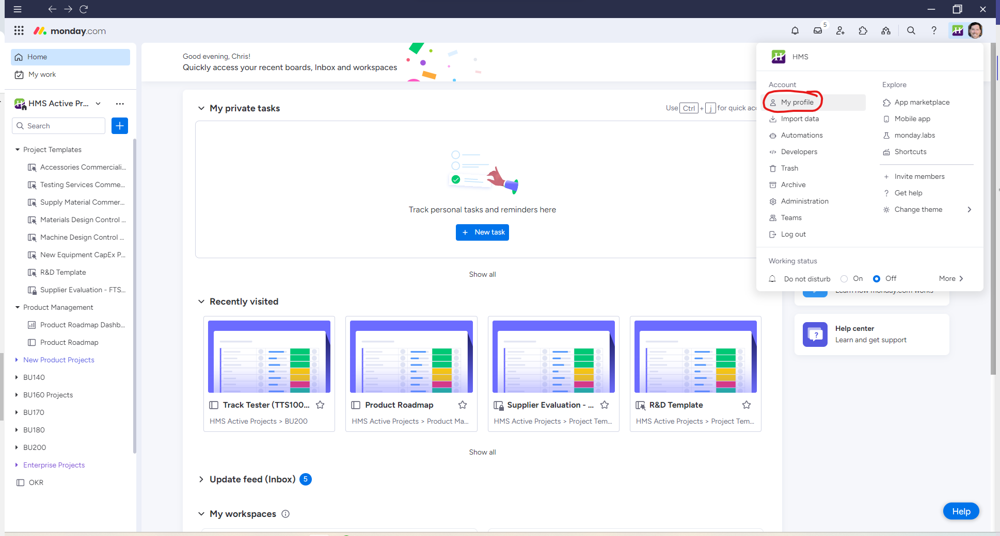 monday.com
5
Home
My work
HMS Active Pr...
Search
Project Templates
Accessories Commerciali...
Testing Services Comme...
Supply Material Commer...
Materials Design Control ...
Machine Design Control ...
New Equipment CapEx P...
R&D Template
Supplier Evaluation - FTS...
Product Management
Product Roadmap Dashb...
Product Roadmap
New Product Projects
BU140
BU160 Projects
BU170
BU180
BU200
Enterprise Projects
OKR
Good evening, Chris!
Quickly access your recent boards, Inbox and workspaces
My private tasks
Use Ctrl + j for quick acc
Track personal tasks and reminders here
+ New task
Show all
Recently visited
Track Tester (TTS100...
HMS Active Projects > BU200
Product Roadmap
HMS Active Projects > Product Ma...
Supplier Evaluation - ...
HMS Active Projects > Project Tem...
R&D Template
HMS Active Projects > Project Tem...
Show all
Update feed (Inbox) 5
My workspaces
HMS
Account
My profile
Import data
Automations
Developers
Trash
Archive
Administration
Teams
Log out
Explore
App marketplace
Mobile app
monday.labs
Shortcuts
Invite members
Get help
Change theme
Working status
Do not disturb On Off More
Learn how monday.com works
Help center
Learn and get support
Help